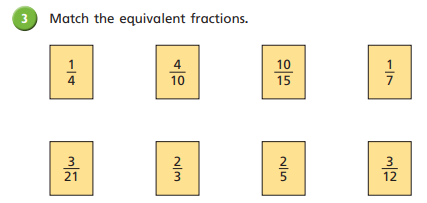 3 Match the equivalent fractions.
1/4 4/10 10/15 1/7
3/21 2/3 2/5 3/12